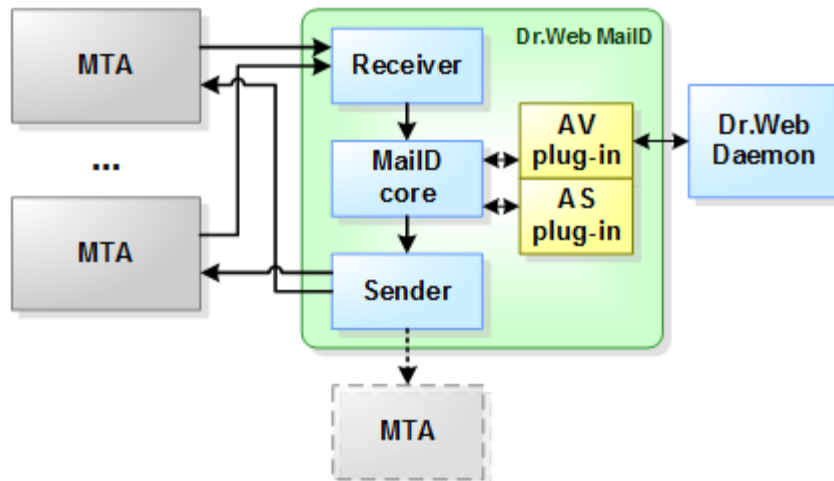 MTA
...
MTA
Dr.Web MailD
Receiver
MailD
core
Sender
AV
plug-in
AS
plug-in
Dr.Web
Daemon
MTA